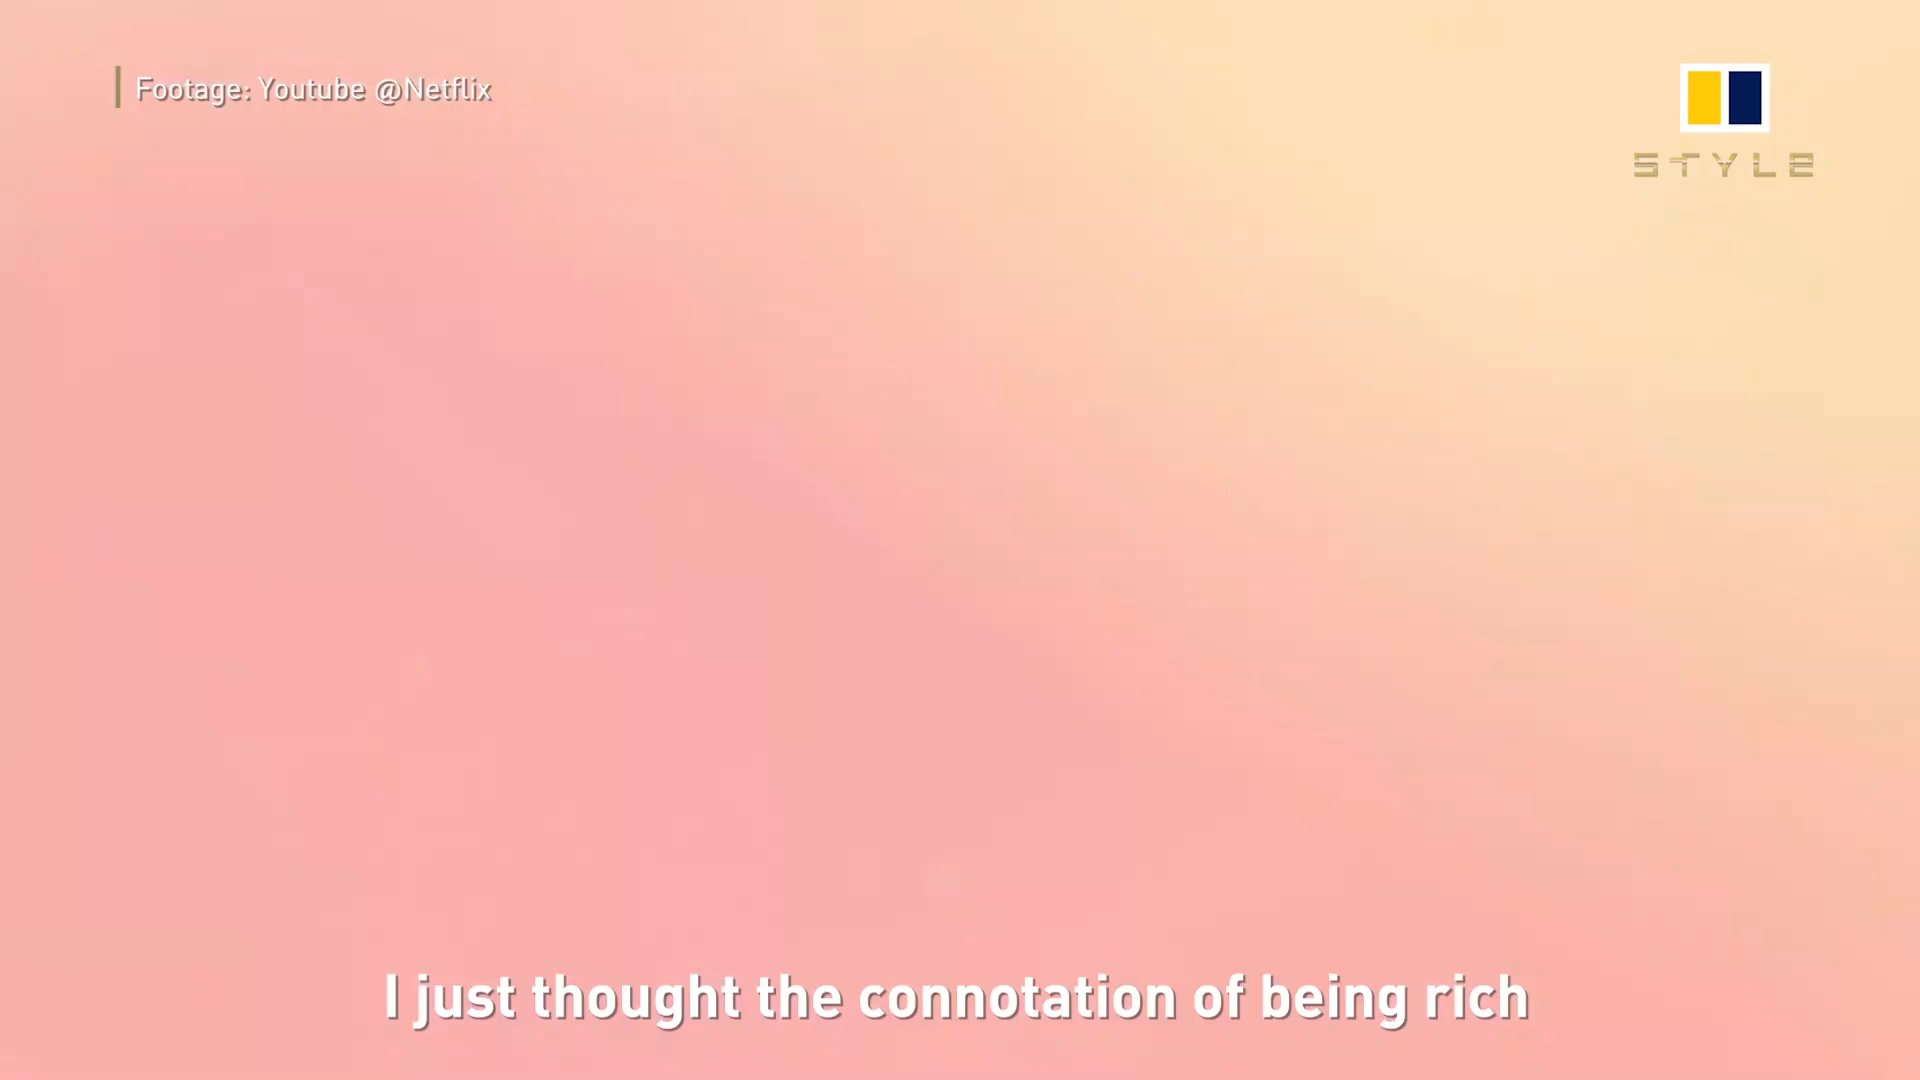 Footage: Youtube @Netflix
STYLE
I just thought the connotation of being rich